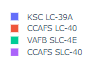 KSC LC-39A
CCAFS LC-40
VAFB SLC-4E
CCAFS SLC-40